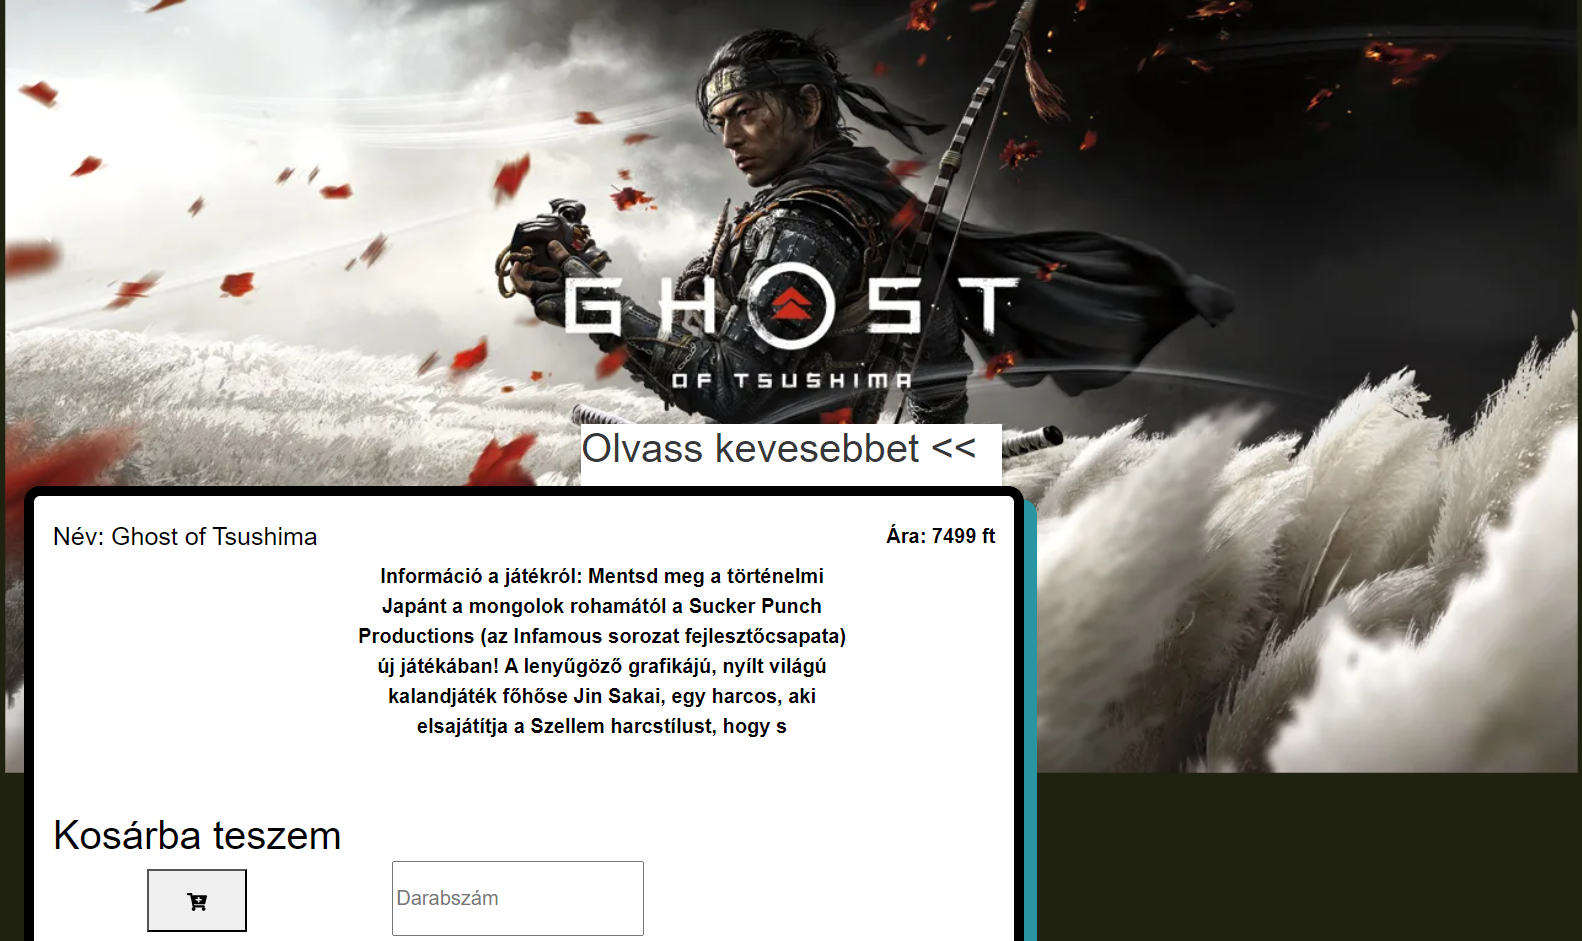 GHOST
OF TSUSHIMA
Olvass kevesebbet <<
Név: Ghost of Tsushima
Ára: 7499 ft
Információ a játékról: Mentsd meg a történelmi
Japánt a mongolok rohamától a Sucker Punch
Productions (az Infamous sorozat fejlesztőcsapata)
új játékában! A lenyűgöző grafikájú, nyílt világú
kalandjáték főhőse Jin Sakai, egy harcos, aki
elsajátítja a Szellem harcstílust, hogy s
Kosárba teszem
Darabszám